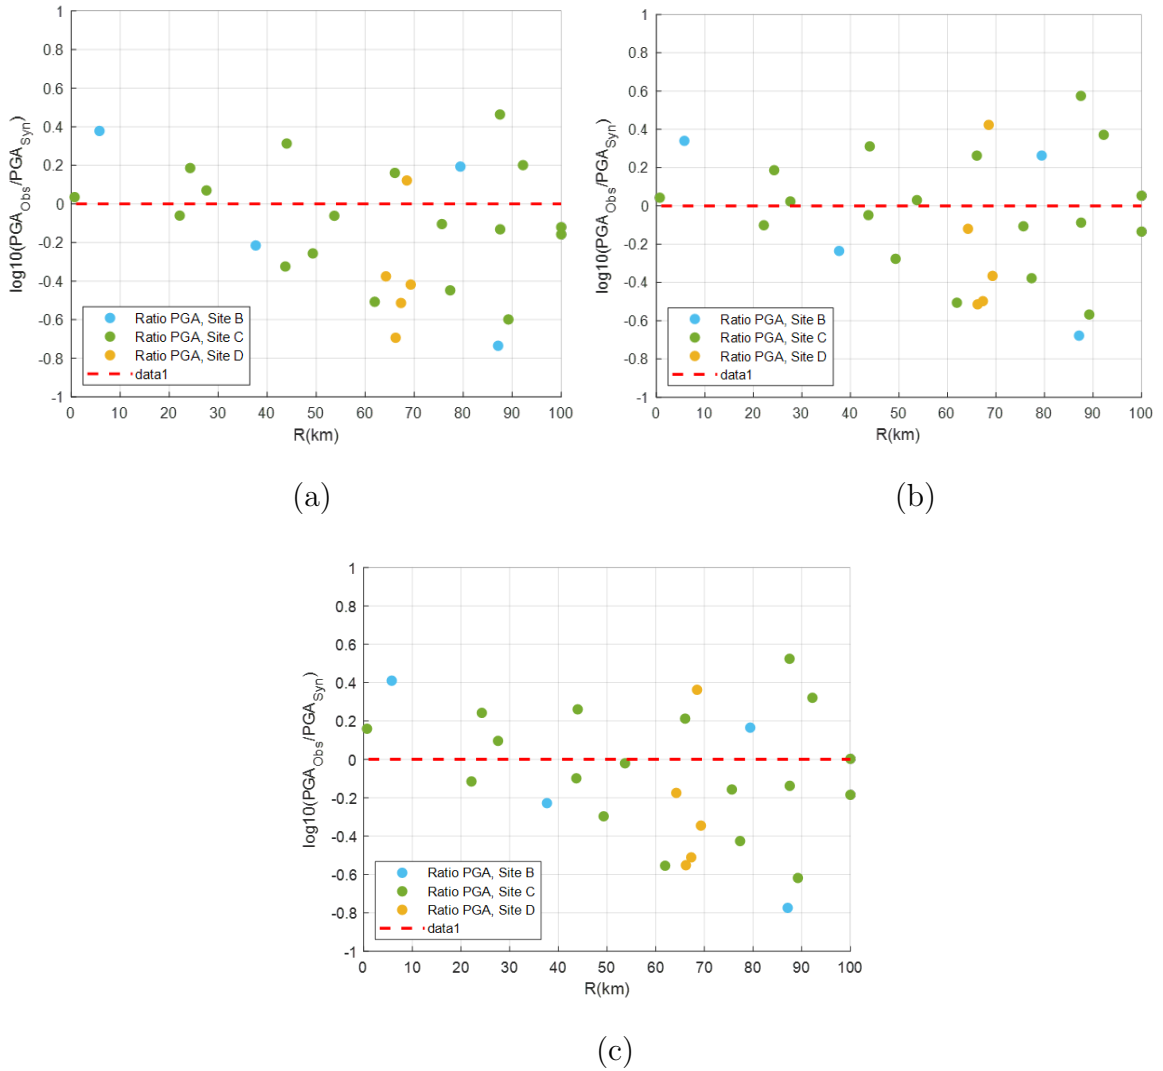 1
0.8
0.6
0.4
0.2
0
-0.2
-0.4
-0.6
-0.8
-1
log10(PGA_Obs/PGA_Syn)
Ratio PGA, Site B
Ratio PGA, Site C
Ratio PGA, Site D
data1
0 10 20 30 40 50 60 70 80 90 100
R(km)
(a)
1
0.8
0.6
0.4
0.2
0
-0.2
-0.4
-0.6
-0.8
-1
log10(PGA_Obs/PGA_Syn)
Ratio PGA, Site B
Ratio PGA, Site C
Ratio PGA, Site D
data1
0 10 20 30 40 50 60 70 80 90 100
R(km)
(b)
1
0.8
0.6
0.4
0.2
0
-0.2
-0.4
-0.6
-0.8
-1
log10(PGA_Obs/PGA_Syn)
Ratio PGA, Site B
Ratio PGA, Site C
Ratio PGA, Site D
data1
0 10 20 30 40 50 60 70 80 90 100
R(km)
(c)